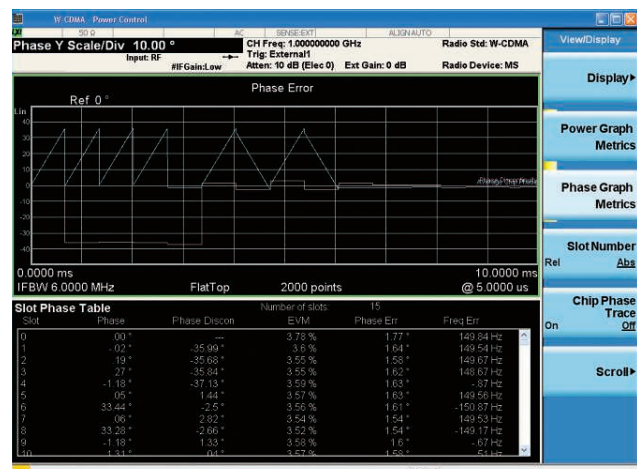 W-CDMA Power Control
50 Ω AC SENSE:EXT ALIGN AUTO
Phase Y Scale/Div 10.00 °
Input: RF
#IFGain:Low
CH Freq: 1.000000000 GHz
Trig: External1
Atten: 10 dB (Elec 0) Ext Gain: 0 dB
Radio Std: W-CDMA
Radio Device: MS
View/Display
Display
Power Graph
Metrics
Phase Graph
Metrics
Slot Number
Rel Abs
Chip Phase
Trace
On Off
Scroll
Phase Error
Ref 0 °
Lin
40
30
20
10
0
-10
-20
-30
-40
0.0000 ms 10.0000 ms
IFBW 6.0000 MHz FlatTop 2000 points @ 5.0000 us
Slot Phase Table Number of slots: 15
Slot Phase Phase Discon EVM Phase Err Freq Err
0 .00 ° --- 3.78 % 1.77 ° 149.84 Hz
1 -.02 ° -35.99 ° 3.6 % 1.64 ° 149.54 Hz
2 .19 ° -35.68 ° 3.55 % 1.58 ° 149.67 Hz
3 .27 ° -35.84 ° 3.55 % 1.62 ° 148.67 Hz
4 -1.18 ° -37.13 ° 3.59 % 1.63 ° -.87 Hz
5 .05 ° 1.44 ° 3.57 % 1.63 ° 149.56 Hz
6 33.44 ° -2.5 ° 3.56 % 1.61 ° -150.87 Hz
7 .06 ° 2.82 ° 3.54 % 1.54 ° 149.53 Hz
8 33.28 ° -2.66 ° 3.52 % 1.54 ° -149.17 Hz
9 -1.18 ° 1.33 ° 3.58 % 1.6 ° -.67 Hz
10 1.31 ° .04 ° 3.57 % 1.58 ° .51 Hz